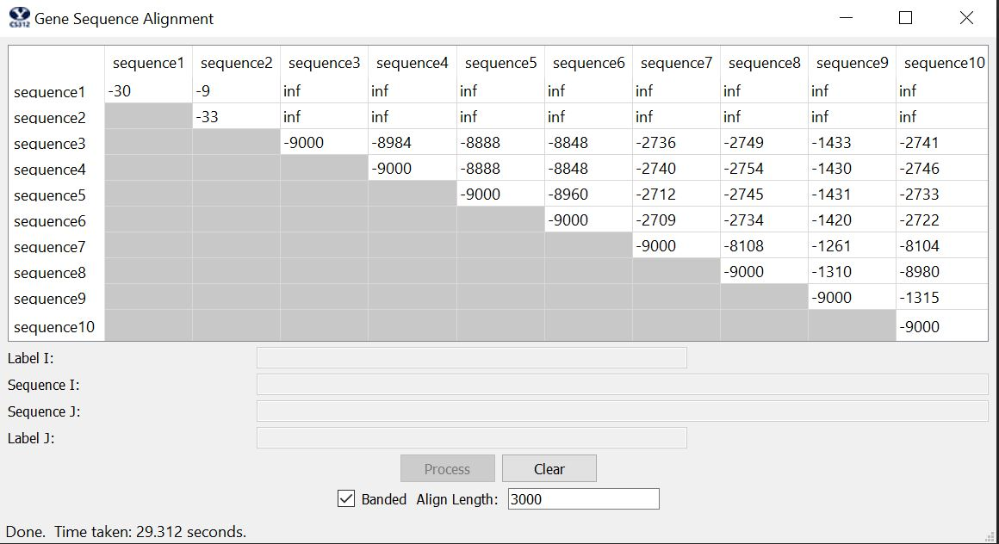 CS312 Gene Sequence Alignment
sequence1 sequence2 sequence3 sequence4 sequence5 sequence6 sequence7 sequence8 sequence9 sequence10
sequence1 -30 -9 inf inf inf inf inf inf inf inf
sequence2 -33 inf inf inf inf inf inf inf inf
sequence3 -9000 -8984 -8888 -8848 -2736 -2749 -1433 -2741
sequence4 -9000 -8888 -8848 -2740 -2754 -1430 -2746
sequence5 -9000 -8960 -2712 -2745 -1431 -2733
sequence6 -9000 -2709 -2734 -1420 -2722
sequence7 -9000 -8108 -1261 -8104
sequence8 -9000 -1310 -8980
sequence9 -9000 -1315
sequence10 -9000
Label I:
Sequence I:
Sequence J:
Label J:
Process Clear
Banded Align Length: 3000
Done. Time taken: 29.312 seconds.